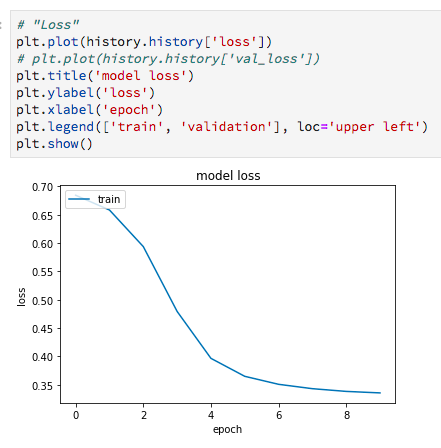 # "Loss"
plt.plot(history.history['loss'])
# plt.plot(history.history['val_loss'])
plt.title('model loss')
plt.ylabel('loss')
plt.xlabel('epoch')
plt.legend(['train', 'validation'], loc='upper left')
plt.show()
model loss
train
0.70
0.65
0.60
0.55
0.50
0.45
0.40
0.35
loss
0 2 4 6 8
epoch